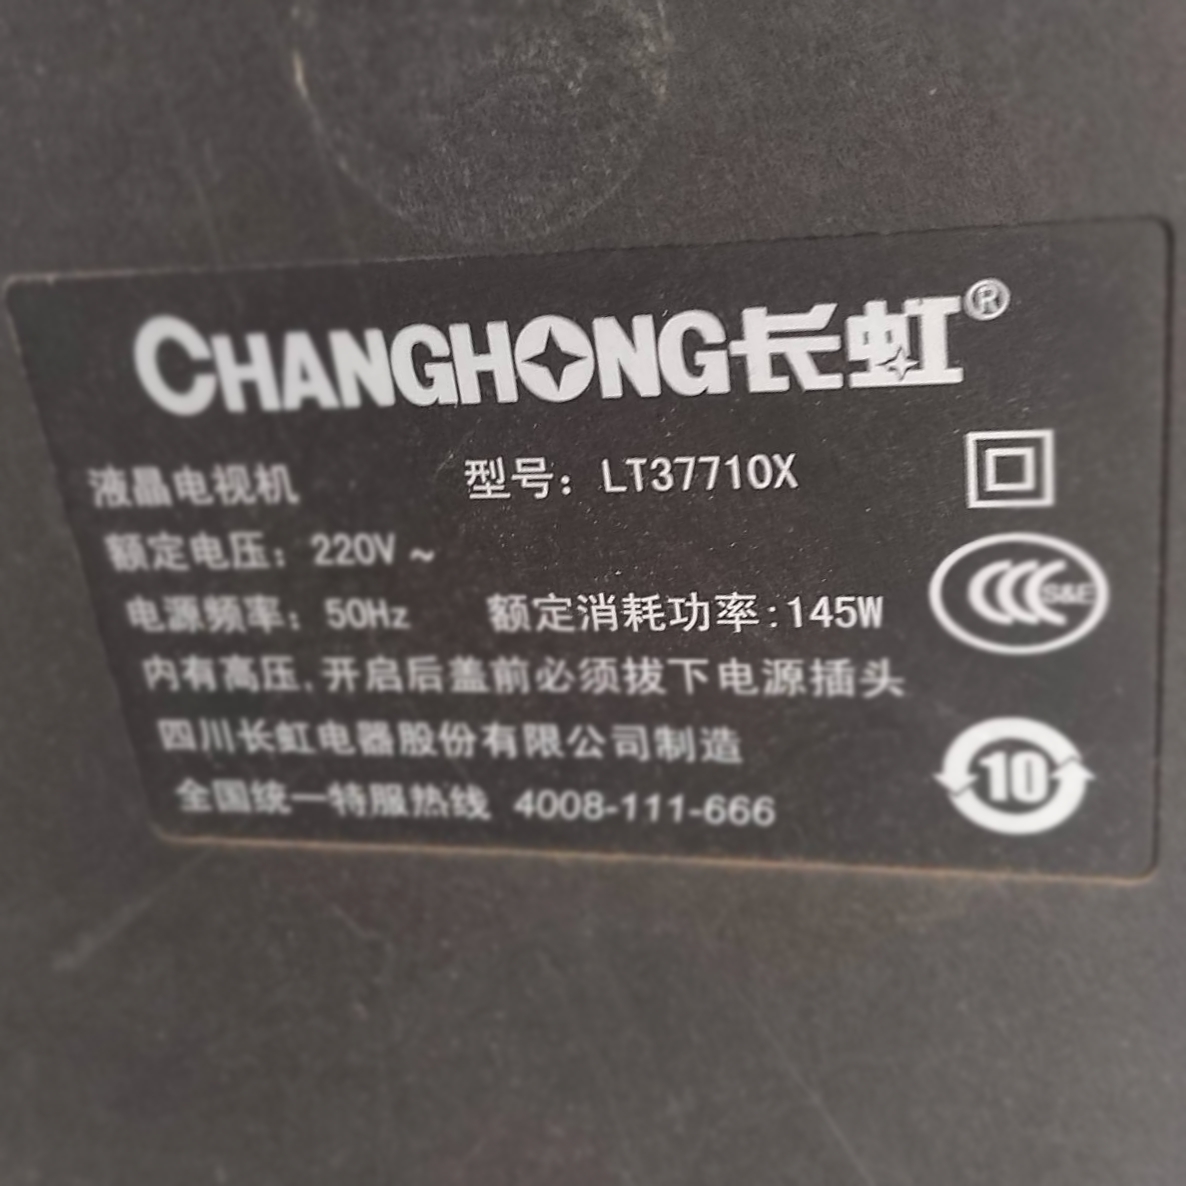 CHANGHONG长虹®
液晶电视机 型号：LT37710X
额定电压：220V ~
电源频率：50Hz 额定消耗功率:145W
内有高压,开启后盖前必须拔下电源插头
四川长虹电器股份有限公司制造
全国统一特服热线 4008-111-666
CCC S&E
10